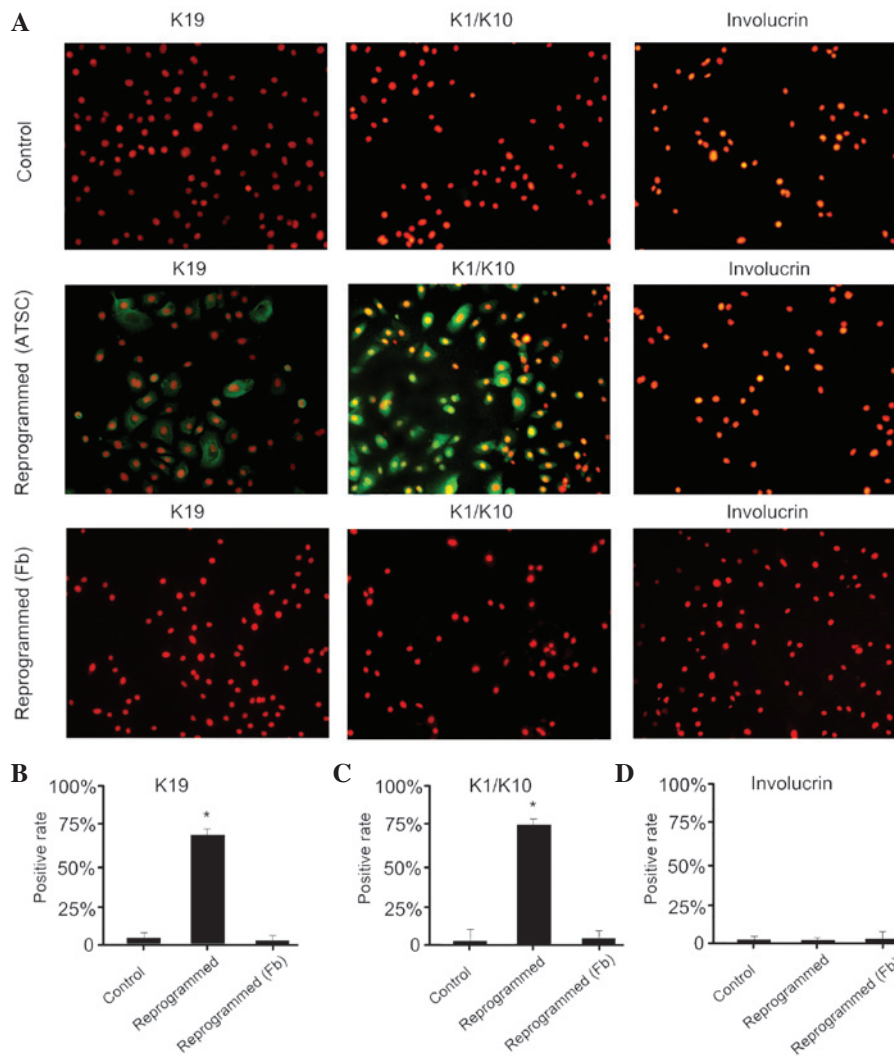 A
K19
K1/K10
Involucrin
Control
K19
K1/K10
Involucrin
Reprogrammed (ATSC)
K19
K1/K10
Involucrin
Reprogrammed (Fb)
B
K19
100%
75%
50%
25%
0
Positive rate
*
Control
Reprogrammed
Reprogrammed (Fb)
C
K1/K10
100%
75%
50%
25%
0
Positive rate
*
Control
Reprogrammed
Reprogrammed (Fb)
D
Involucrin
100%
75%
50%
25%
0
Positive rate
Control
Reprogrammed
Reprogrammed (Fb)